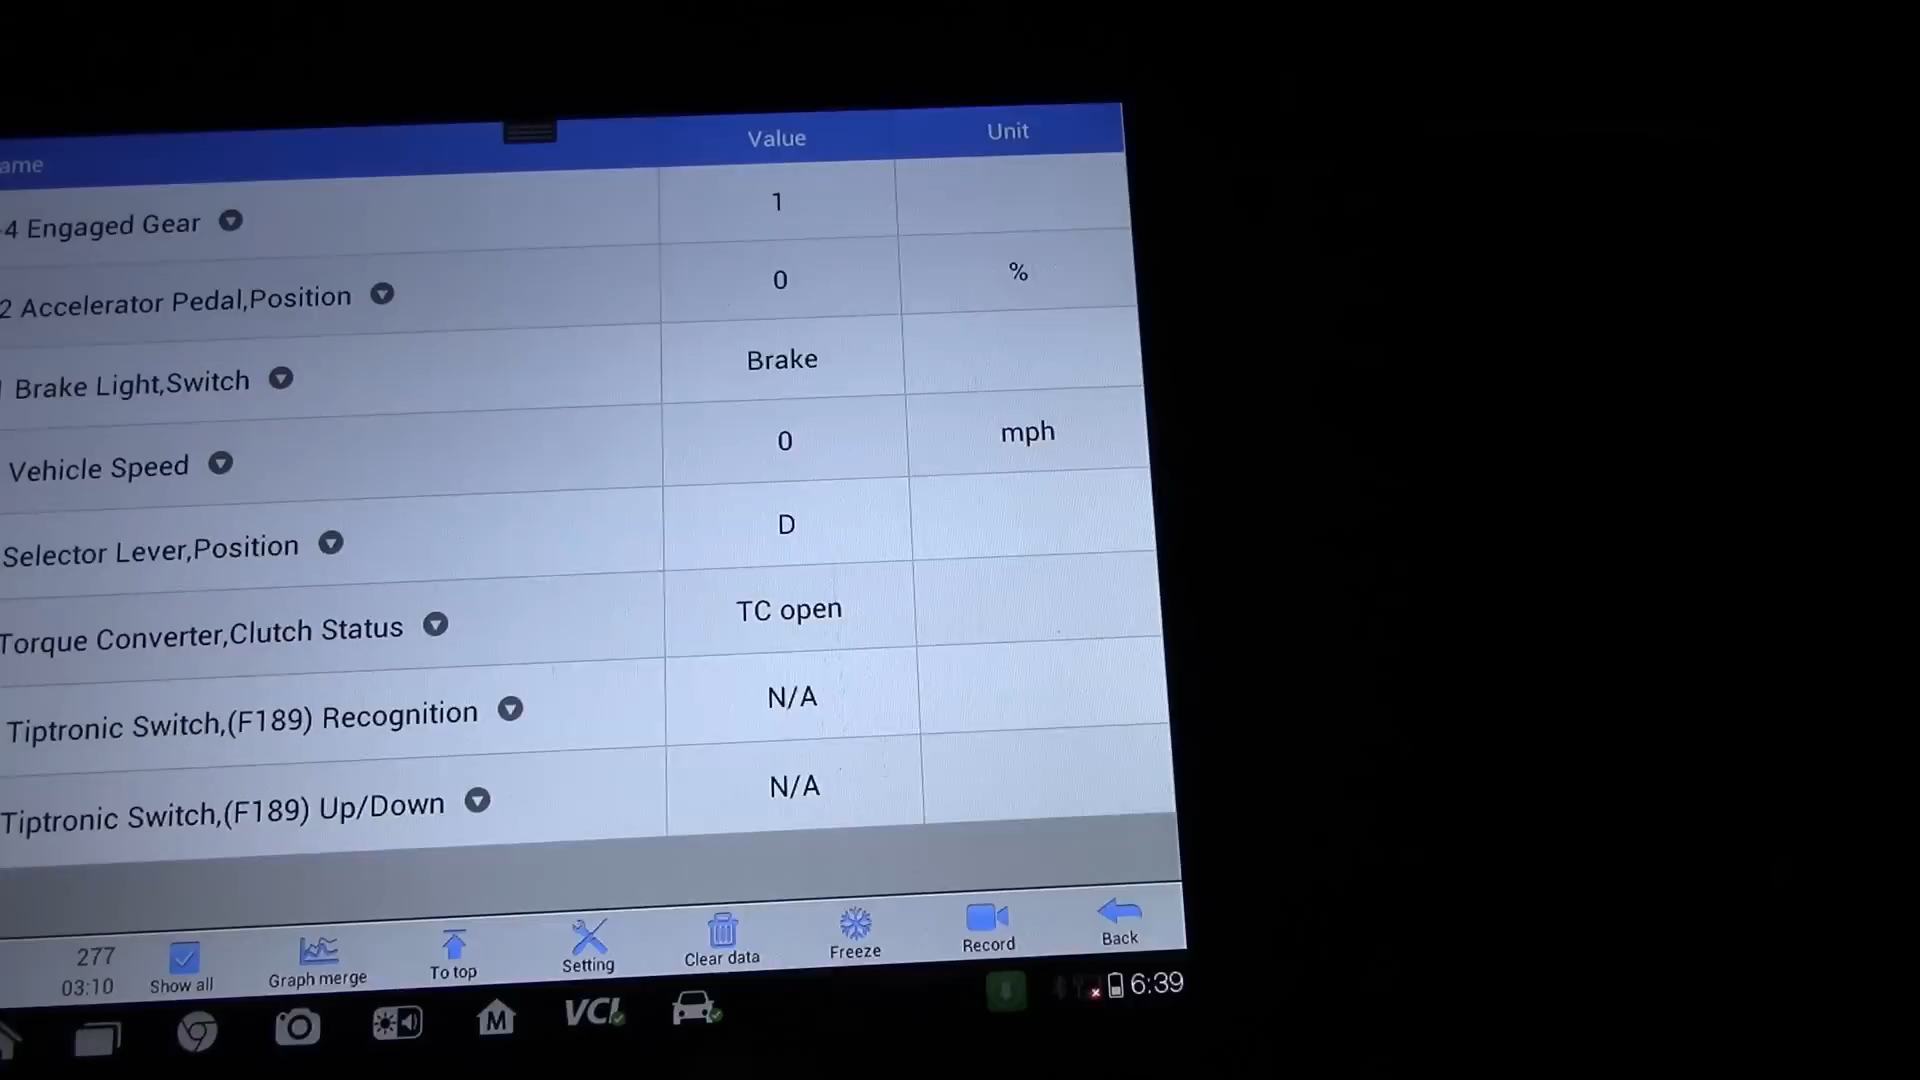 ame Value Unit
-4 Engaged Gear 1
2 Accelerator Pedal,Position 0 %
Brake Light,Switch Brake
Vehicle Speed 0 mph
Selector Lever,Position D
Torque Converter,Clutch Status TC open
Tiptronic Switch,(F189) Recognition N/A
Tiptronic Switch,(F189) Up/Down N/A
277
03:10
Show all
Graph merge
To top
Setting
Clear data
Freeze
Record
Back
M
VCI
6:39